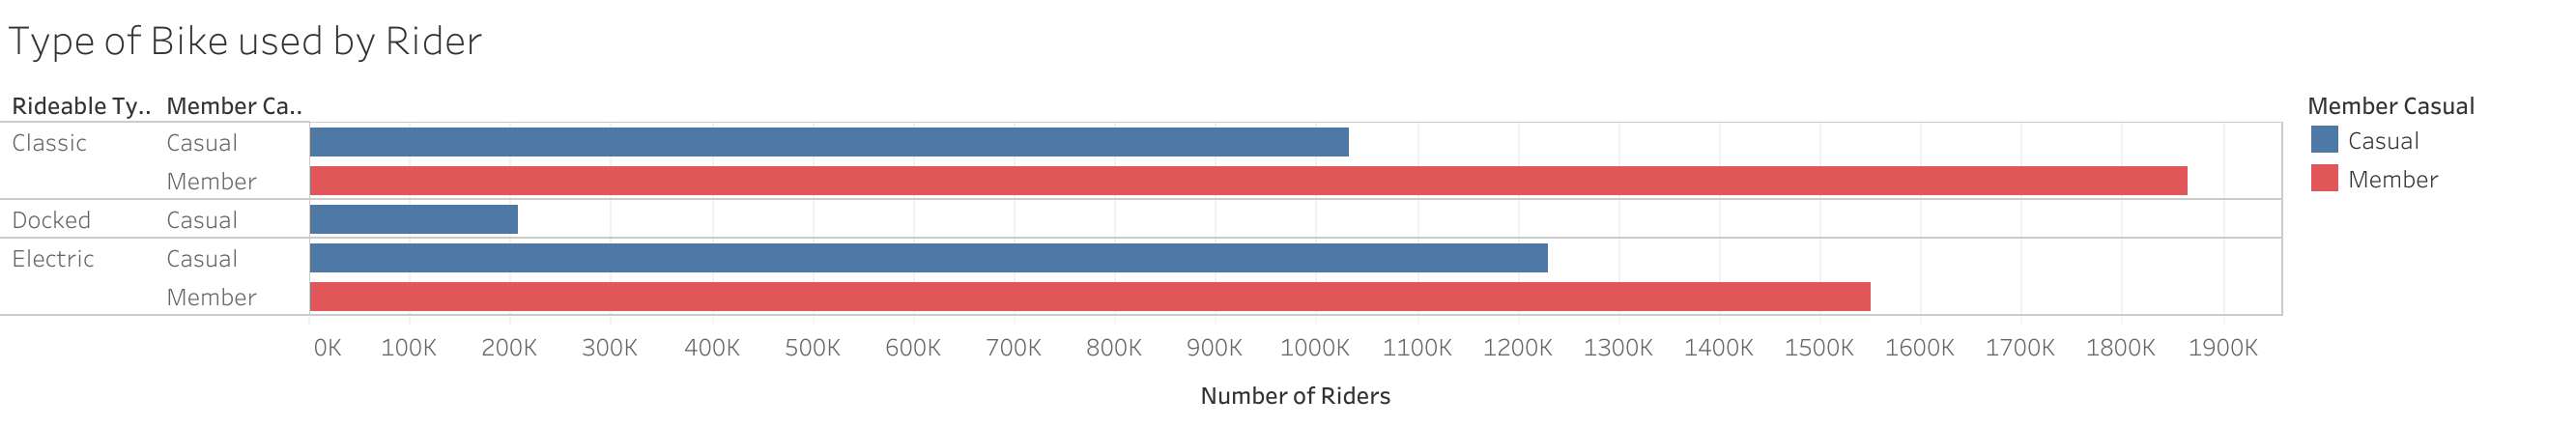 Type of Bike used by Rider
Rideable Ty.. Member Ca.. Member Casual
Classic Casual Casual
Member Member
Docked Casual
Electric Casual
Member
0K 100K 200K 300K 400K 500K 600K 700K 800K 900K 1000K 1100K 1200K 1300K 1400K 1500K 1600K 1700K 1800K 1900K
Number of Riders